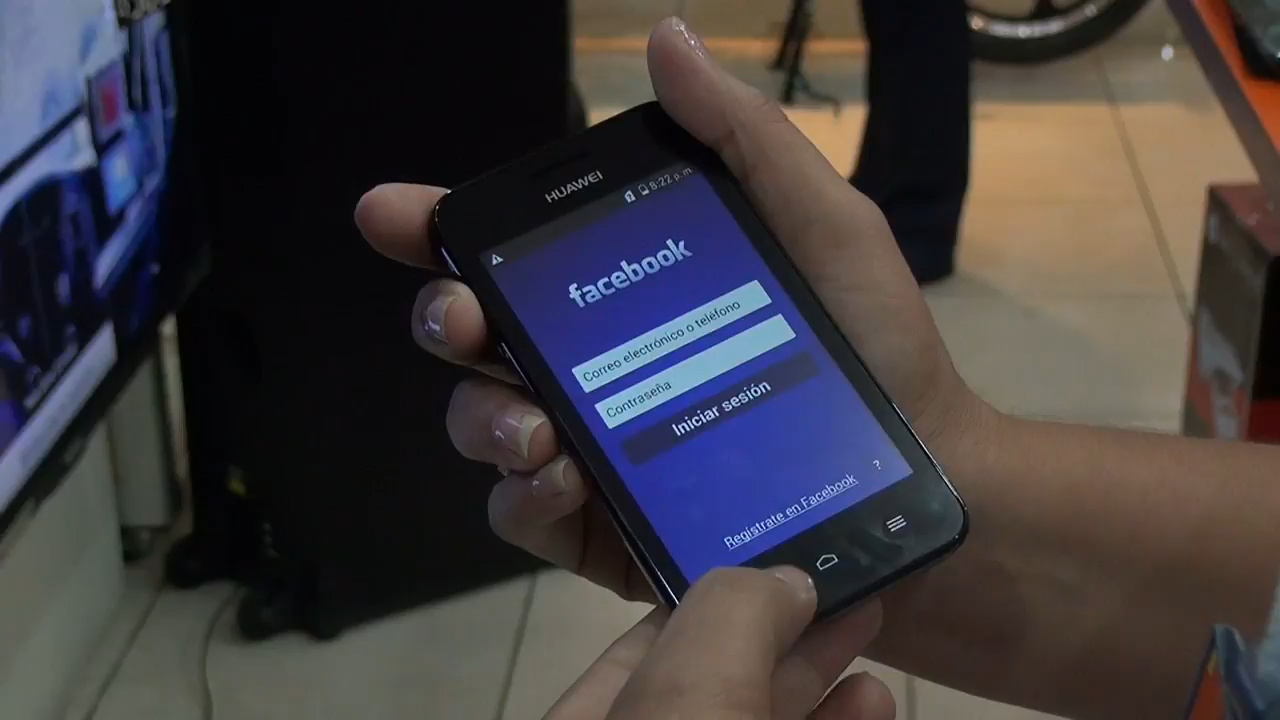 HUAWEI
8:22 p. m.
facebook
Correo electrónico o teléfono
Contraseña
Iniciar sesión
?
Regístrate en Facebook